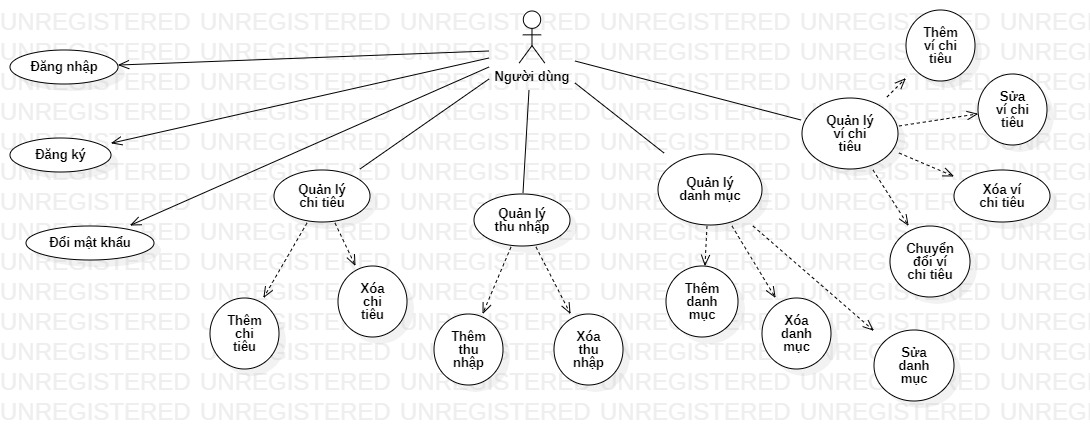 Người dùng
Đăng nhập
Đăng ký
Đổi mật khẩu
Quản lý
chi tiêu
Thêm
chi
tiêu
Xóa
chi
tiêu
Quản lý
thu nhập
Thêm
thu
nhập
Xóa
thu
nhập
Quản lý
danh mục
Thêm
danh
mục
Xóa
danh
mục
Sửa
danh
mục
Quản lý
ví chi
tiêu
Thêm
ví chi
tiêu
Sửa
ví chi
tiêu
Xóa ví
chi tiêu
Chuyển
đổi ví
chi tiêu
UNREGISTERED UNREGISTERED UNREGISTERED UNREGISTERED UNREGISTERED UNREG